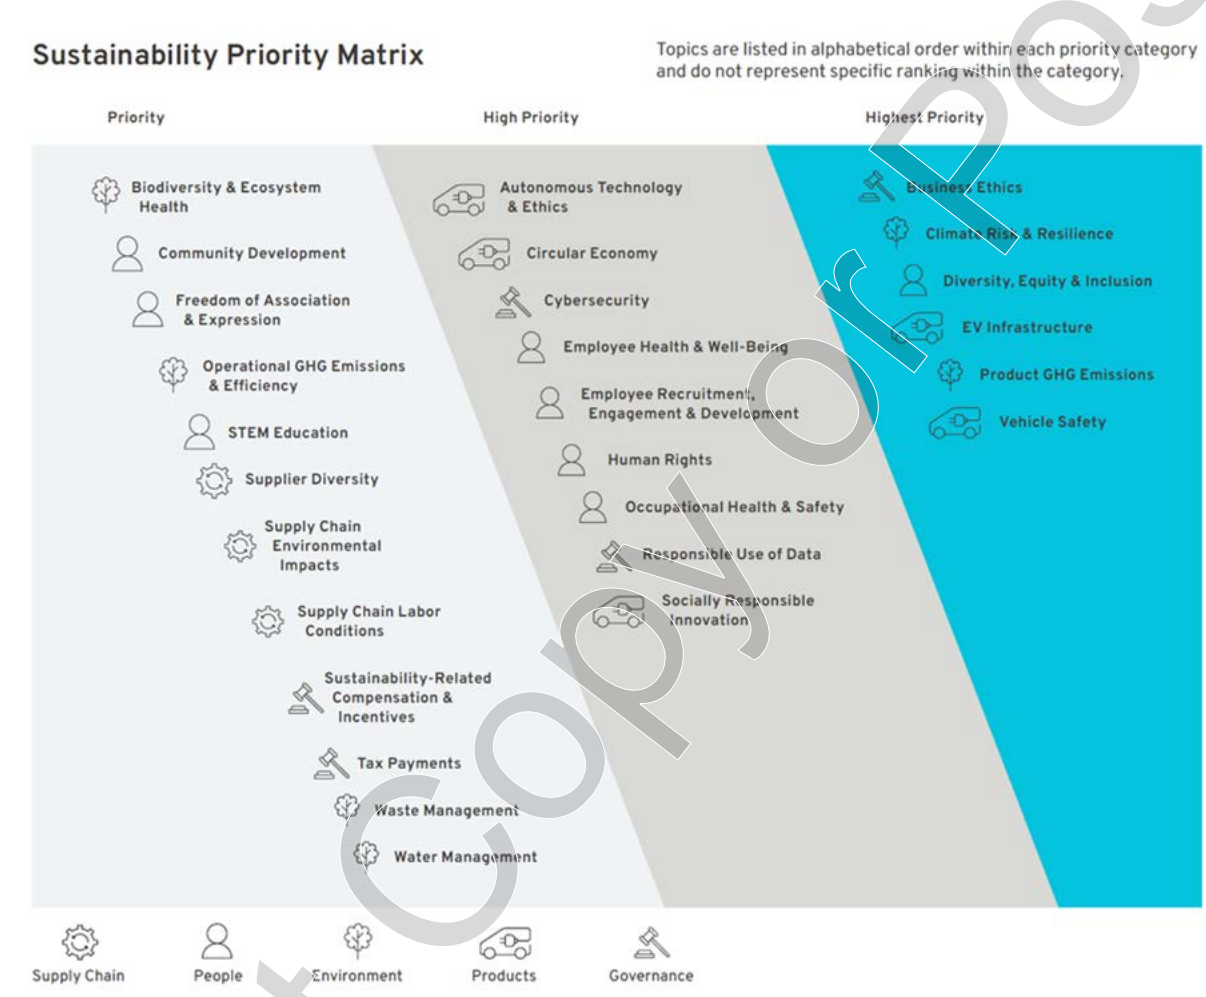 Sustainability Priority Matrix
Topics are listed in alphabetical order within each priority category
and do not represent specific ranking within the category.
Priority
High Priority
Highest Priority
Biodiversity & Ecosystem
Health
Community Development
Freedom of Association
& Expression
Operational GHG Emissions
& Efficiency
STEM Education
Supplier Diversity
Supply Chain
Environmental
Impacts
Supply Chain Labor
Conditions
Sustainability-Related
Compensation &
Incentives
Tax Payments
Waste Management
Water Management
Autonomous Technology
& Ethics
Circular Economy
Cybersecurity
Employee Health & Well-Being
Employee Recruitment,
Engagement & Development
Human Rights
Occupational Health & Safety
Responsible Use of Data
Socially Responsible
Innovation
Business Ethics
Climate Risk & Resilience
Diversity, Equity & Inclusion
EV Infrastructure
Product GHG Emissions
Vehicle Safety
Supply Chain
People
Environment
Products
Governance
Copy or Pos